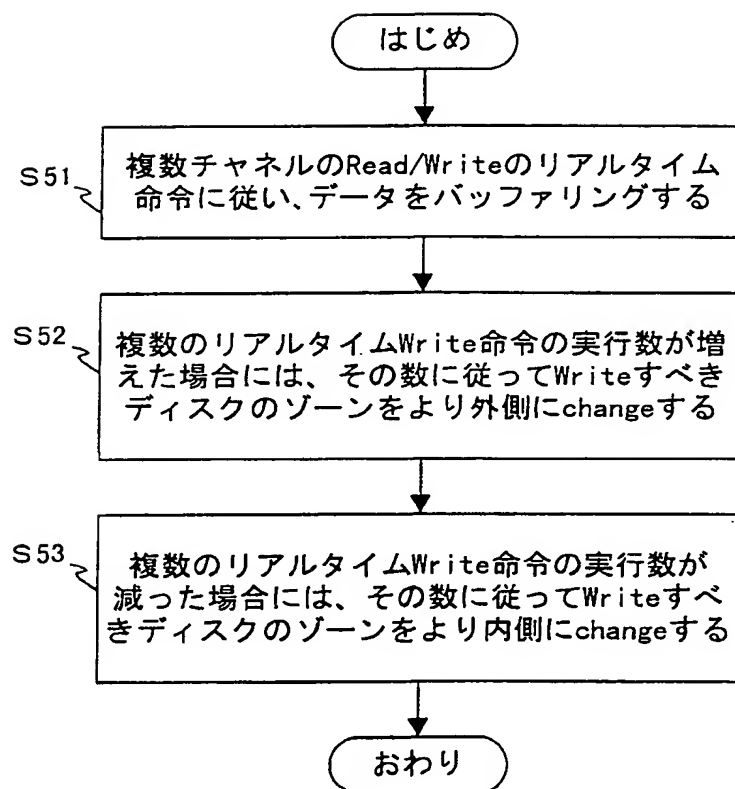 はじめ
S51
複数チャネルのRead/Writeのリアルタイム
命令に従い、データをバッファリングする
S52
複数のリアルタイムWrite命令の実行数が増
えた場合には、その数に従ってWriteすべき
ディスクのゾーンをより外側にchangeする
S53
複数のリアルタイムWrite命令の実行数が
減った場合には、その数に従ってWriteすべ
きディスクのゾーンをより内側にchangeする
おわり